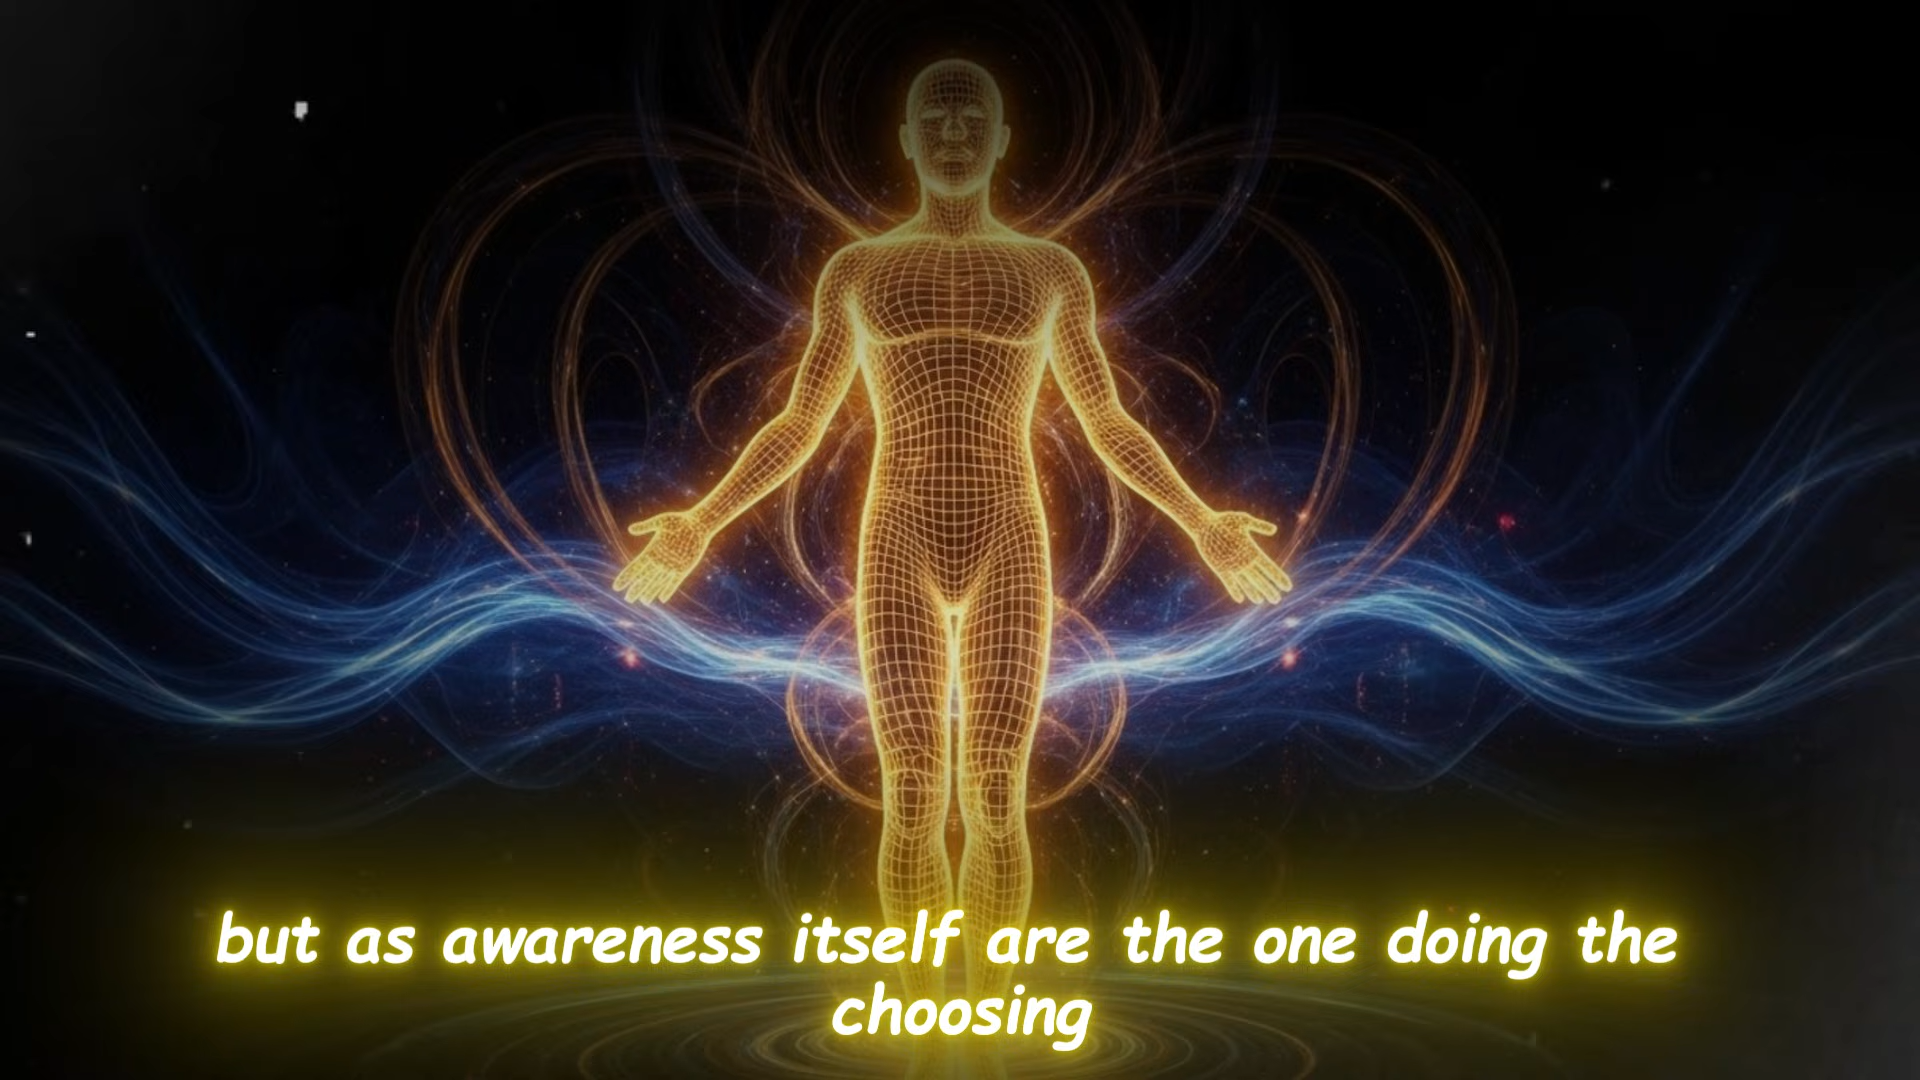 but as awareness itself are the one doing the
choosing